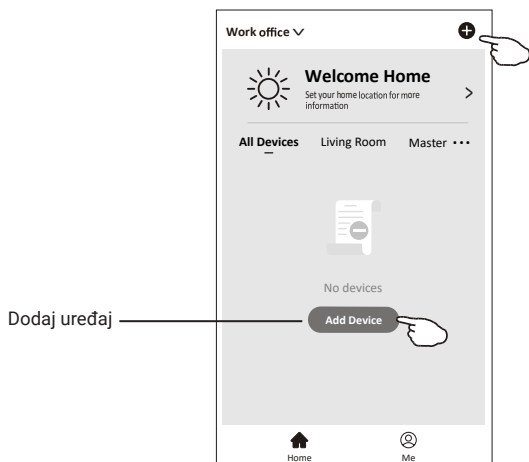 Work office
Welcome Home
Set your home location for more
information
All Devices Living Room Master ...
No devices
Dodaj uređaj
Add Device
Home Me